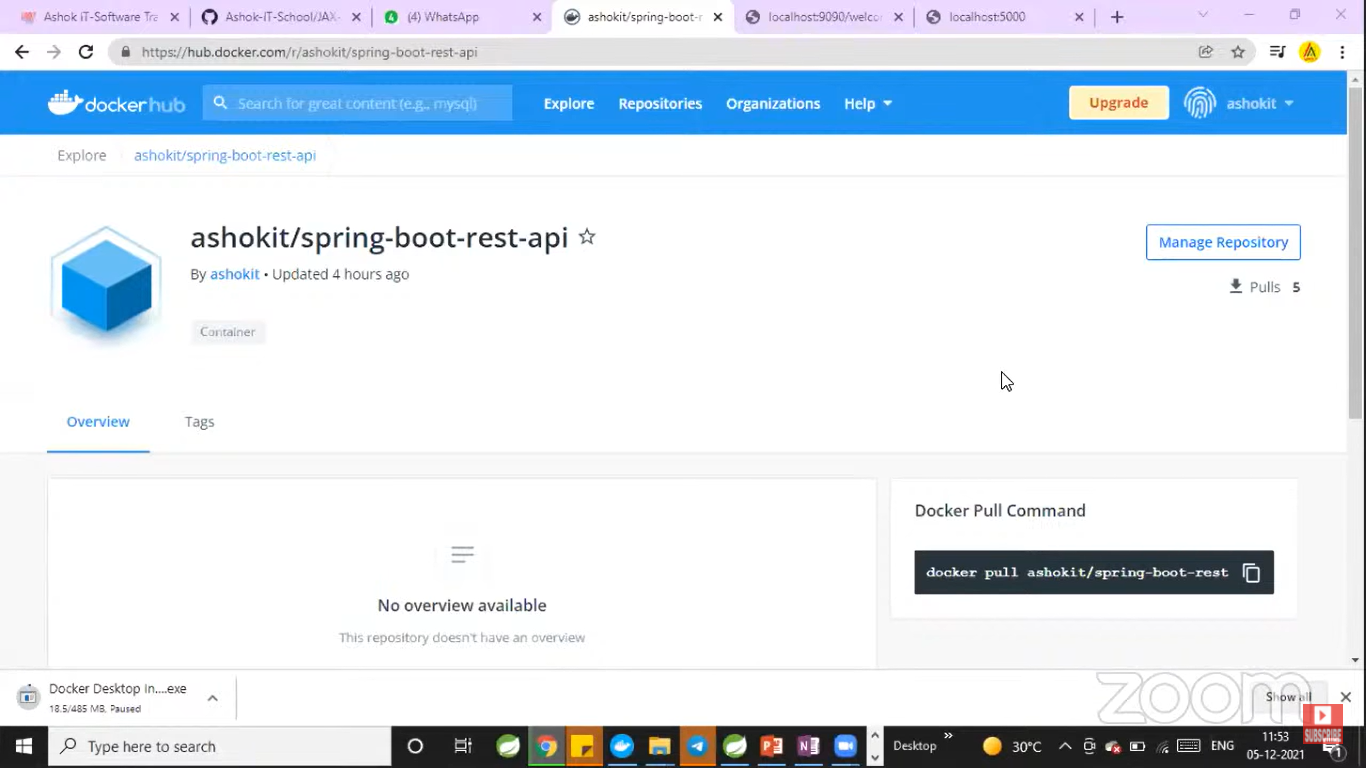 Ashok iT-Software Tra
Ashok-iT-School/JAX-
(4) WhatsApp
ashokit/spring-boot-r
localhost:9090/welco
localhost:5000
https://hub.docker.com/r/ashokit/spring-boot-rest-api
dockerhub
Search for great content (e.g., mysql)
Explore
Repositories
Organizations
Help
Upgrade
ashokit
Explore
ashokit/spring-boot-rest-api
ashokit/spring-boot-rest-api
Manage Repository
By ashokit • Updated 4 hours ago
Pulls 5
Container
Overview
Tags
Docker Pull Command
docker pull ashokit/spring-boot-rest
No overview available
This repository doesn't have an overview
Docker Desktop In....exe
18.5/485 MB, Paused
zoom
Show all
SUBSCRIBE
Type here to search
Desktop
30°C
ENG
11:53
05-12-2021
1